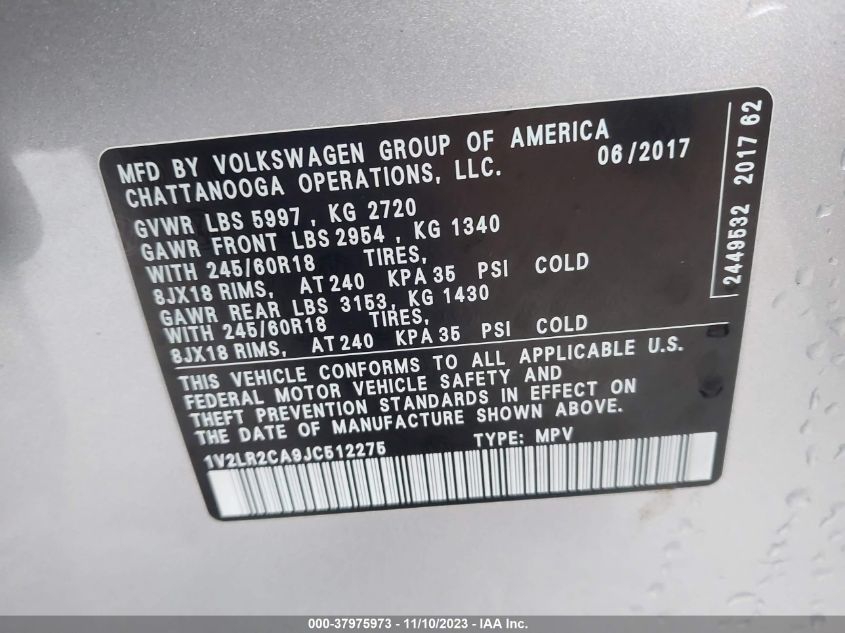 MFD BY VOLKSWAGEN GROUP OF AMERICA
CHATTANOOGA OPERATIONS, LLC.
06/2017
GVWR LBS 5997 , KG 2720
GAWR FRONT LBS 2954 , KG 1340
WITH 245/60R18 TIRES,
8JX18 RIMS, AT 240 KPA 35 PSI COLD
GAWR REAR LBS 3153, KG 1430
WITH 245/60R18 TIRES,
8JX18 RIMS, AT 240 KPA 35 PSI COLD
THIS VEHICLE CONFORMS TO ALL APPLICABLE U.S.
FEDERAL MOTOR VEHICLE SAFETY AND
THEFT PREVENTION STANDARDS IN EFFECT ON
THE DATE OF MANUFACTURE SHOWN ABOVE.
1V2LR2CA9JC512275 TYPE: MPV
2449532 2017 62
000-37975973 - 11/10/2023 - IAA Inc.